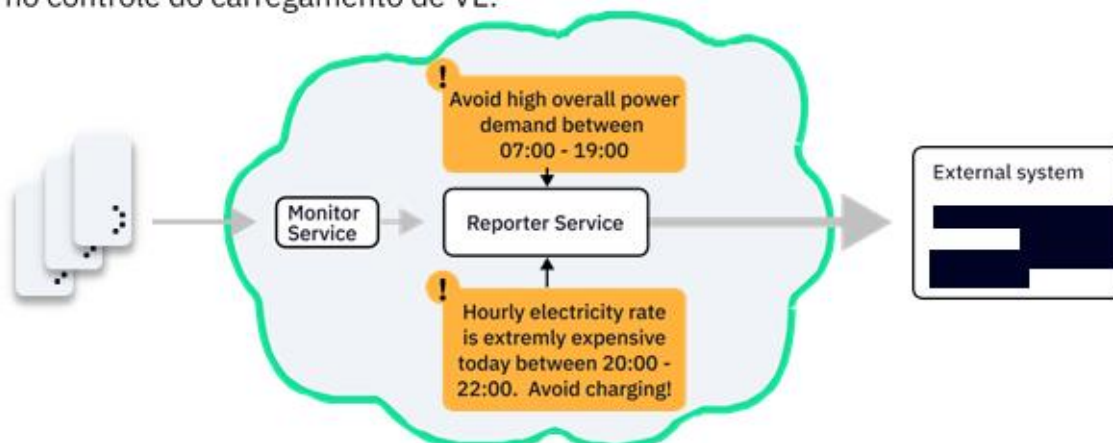 no controle do carregamento de VE.
!
Avoid high overall power
demand between
07:00 - 19:00
External system
Monitor
Service
Reporter Service
!
Hourly electricity rate
is extremly expensive
today between 20:00 -
22:00. Avoid charging!